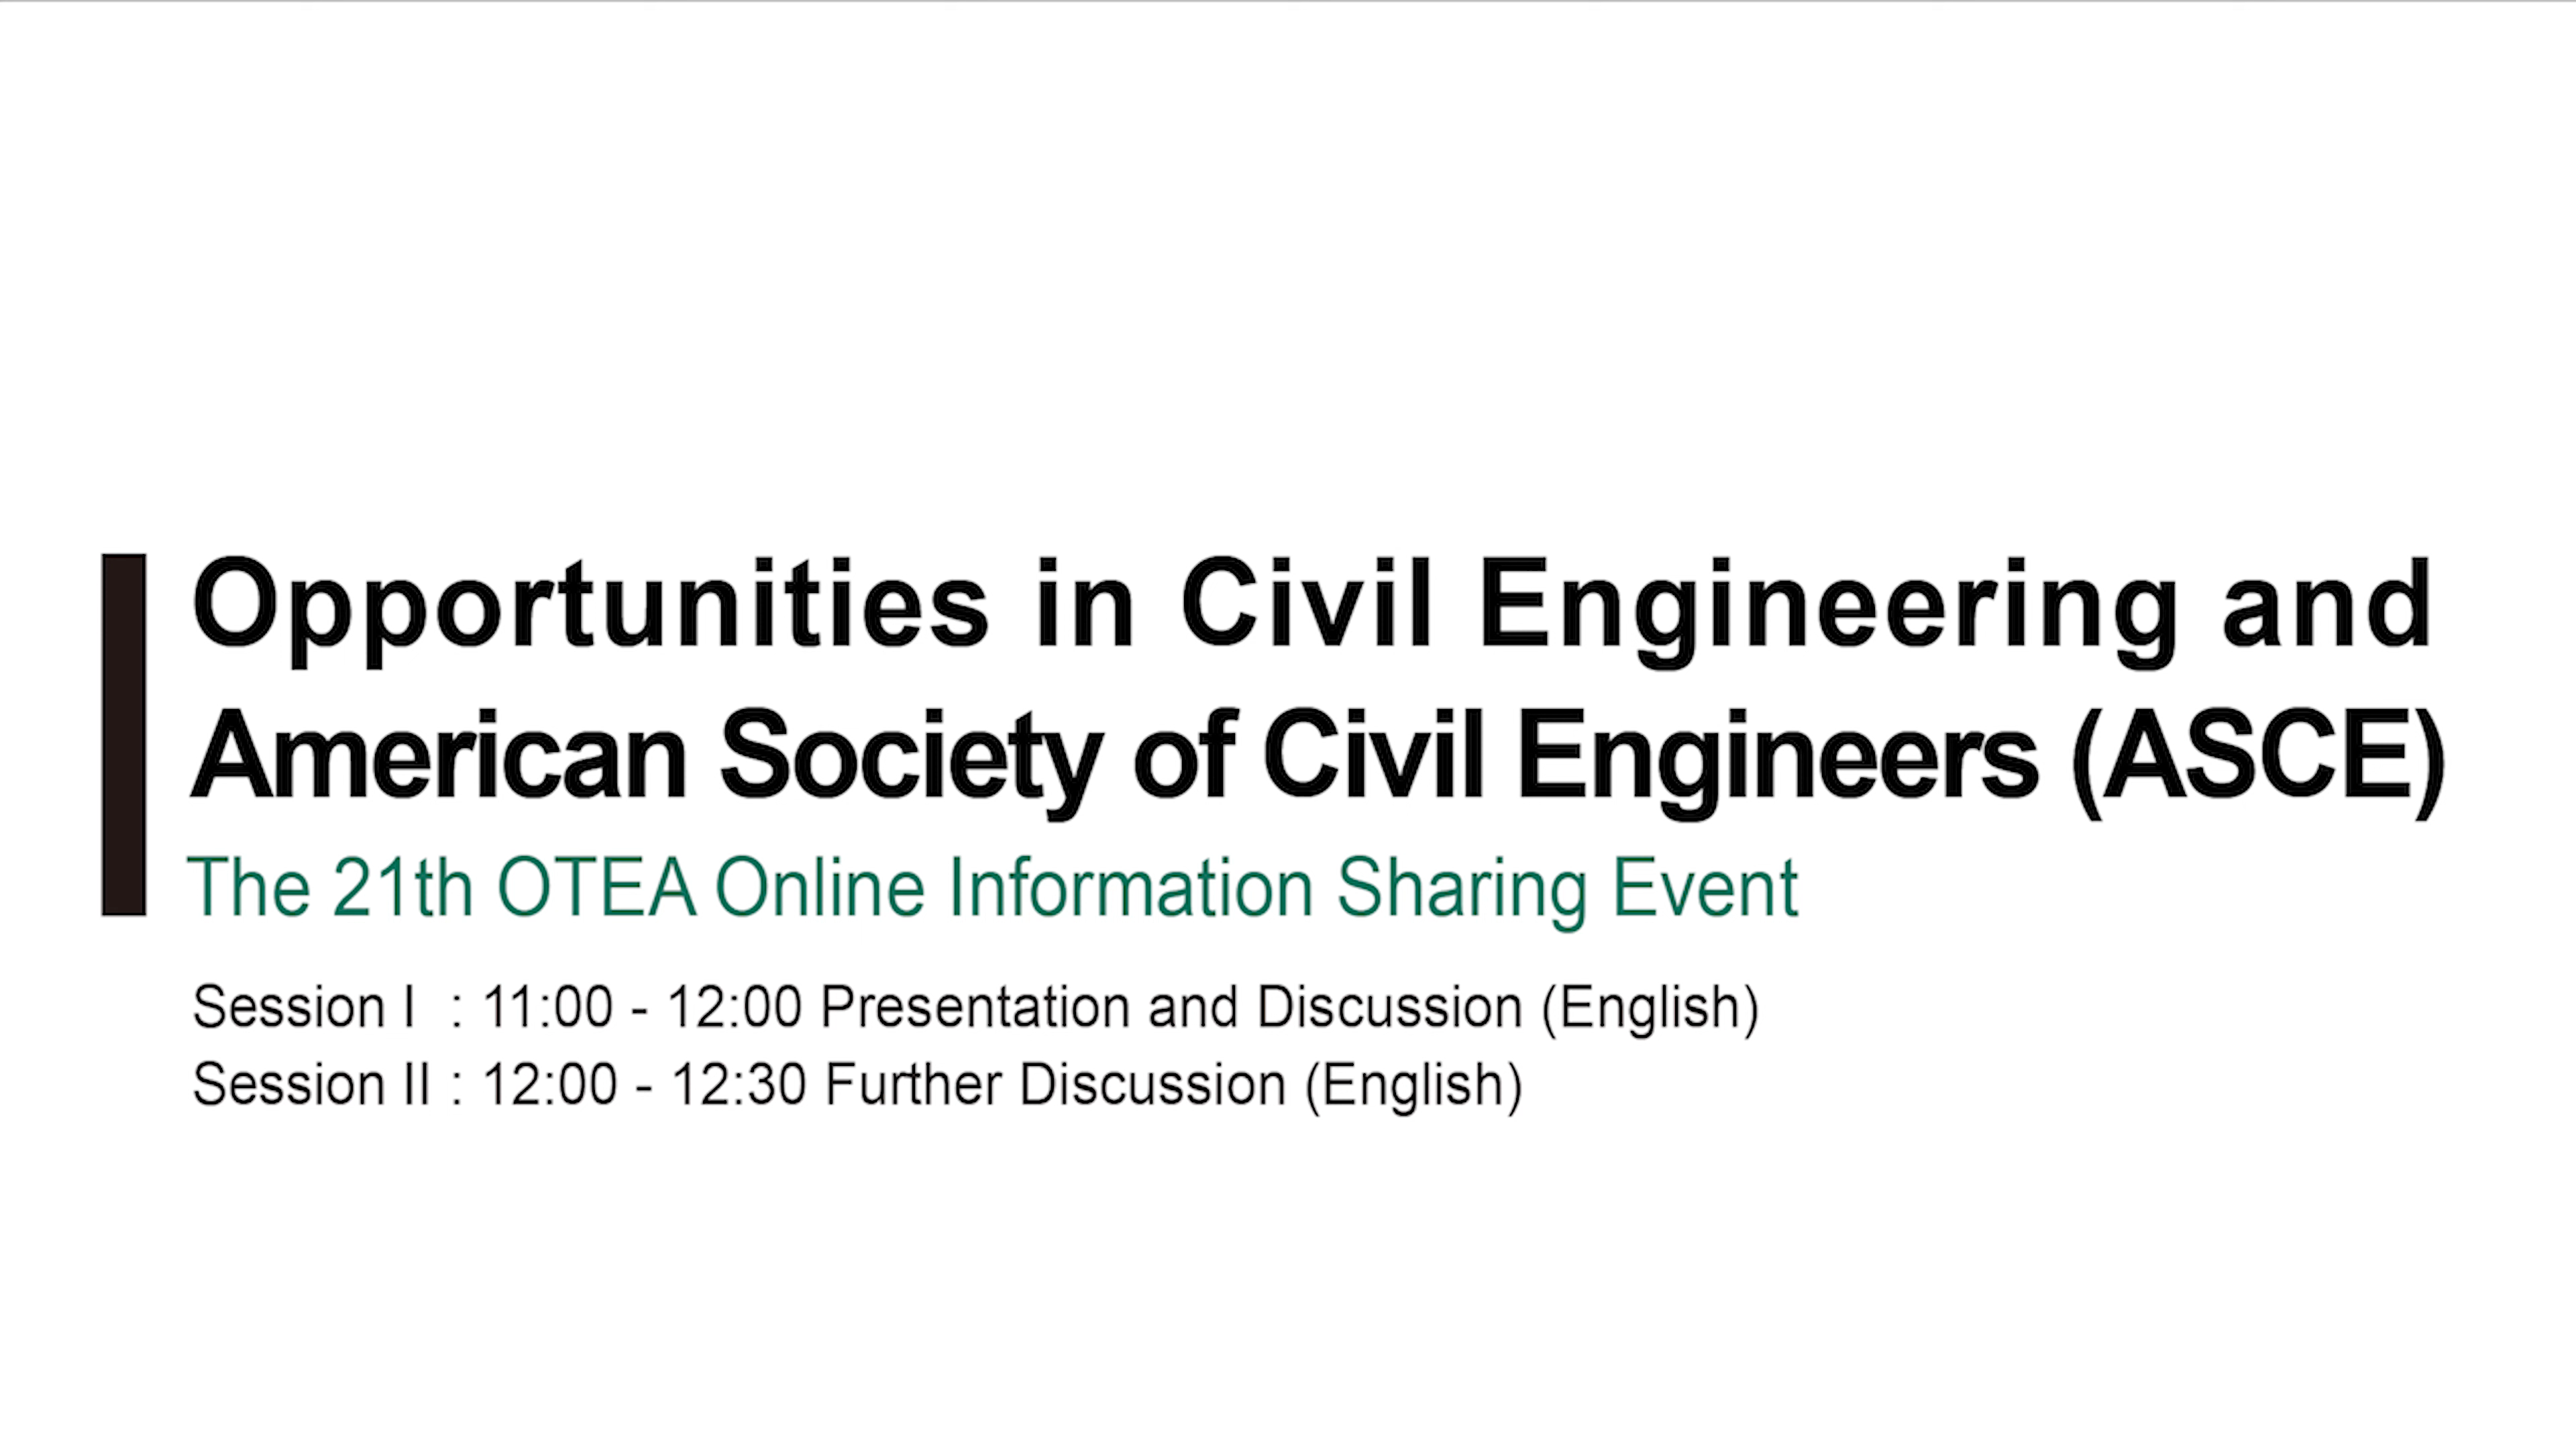 Opportunities in Civil Engineering and
American Society of Civil Engineers (ASCE)
The 21th OTEA Online Information Sharing Event
Session I : 11:00 - 12:00 Presentation and Discussion (English)
Session II : 12:00 - 12:30 Further Discussion (English)